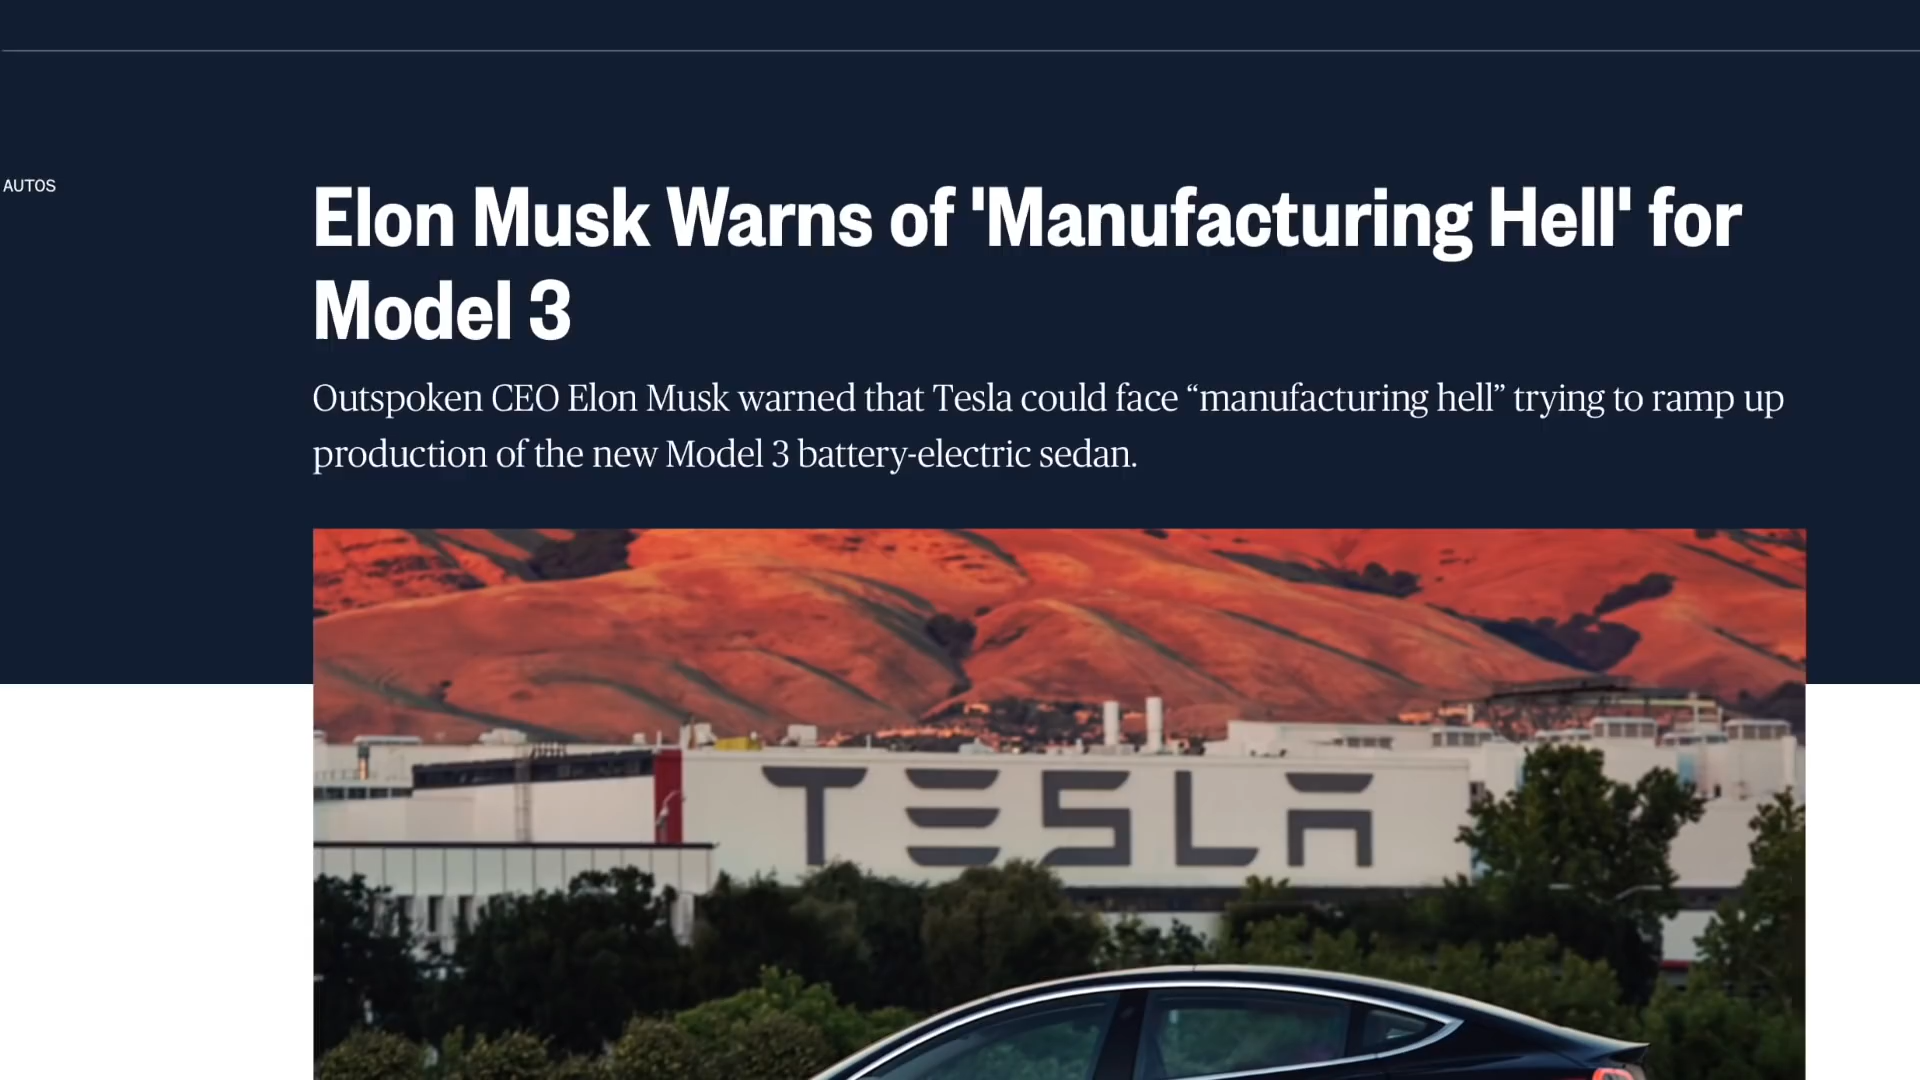 AUTOS
Elon Musk Warns of 'Manufacturing Hell' for
Model 3
Outspoken CEO Elon Musk warned that Tesla could face “manufacturing hell” trying to ramp up
production of the new Model 3 battery-electric sedan.
TESLA